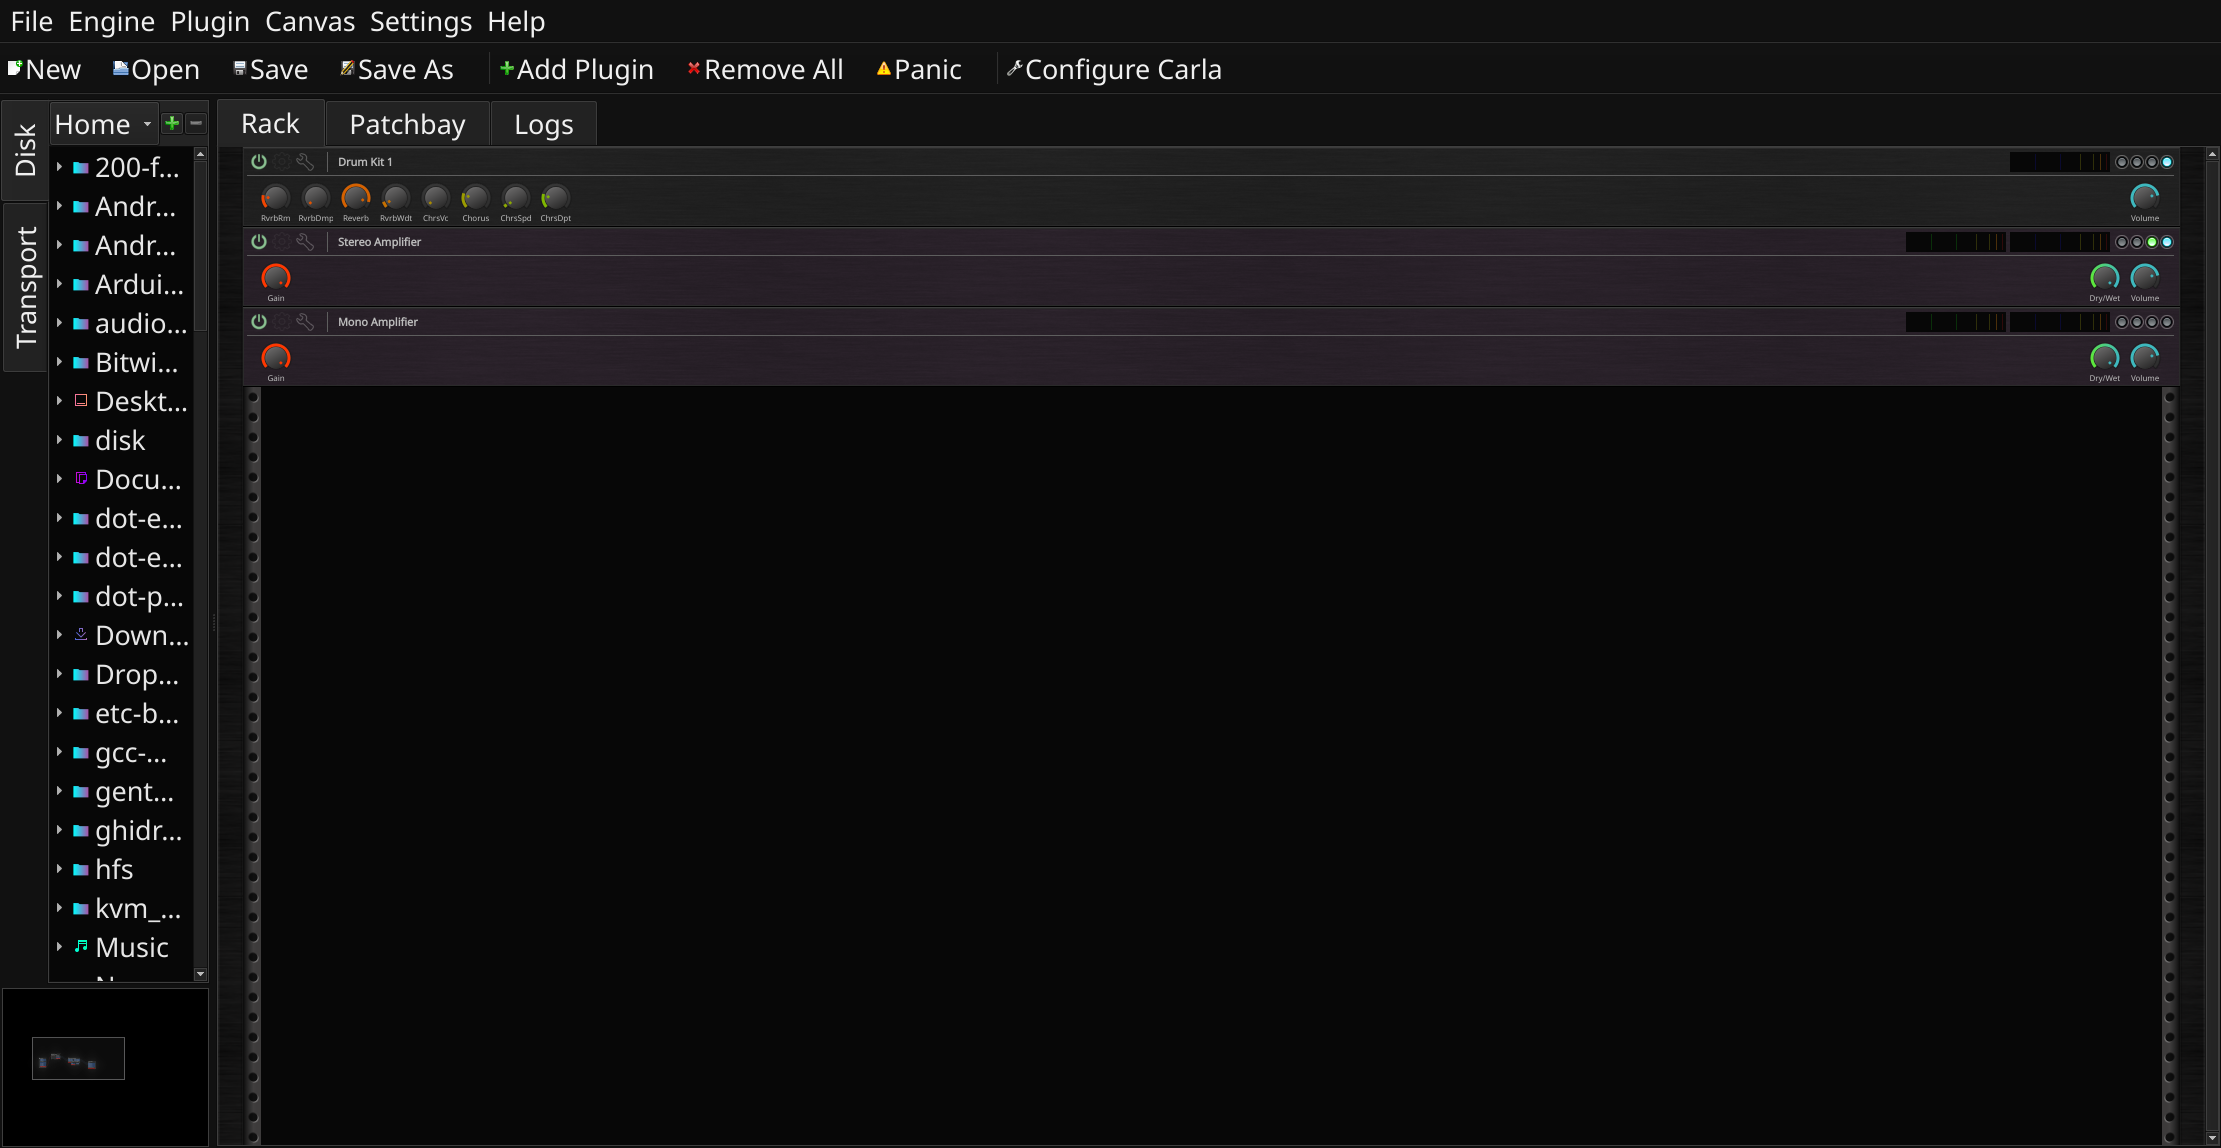 File Engine Plugin Canvas Settings Help
New Open Save Save As Add Plugin Remove All Panic Configure Carla
Disk
Transport
Home
200-f...
Andr...
Andr...
Ardui...
audio...
Bitwi...
Deskt...
disk
Docu...
dot-e...
dot-e...
dot-p...
Down...
Drop...
etc-b...
gcc-...
gent...
ghidr...
hfs
kvm_...
Music
Rack Patchbay Logs
Drum Kit 1
RvrbRm RvrbDmp Reverb RvrbWdt ChrsVc Chorus ChrsSpd ChrsDpt Volume
Stereo Amplifier
Gain Dry/Wet Volume
Mono Amplifier
Gain Dry/Wet Volume